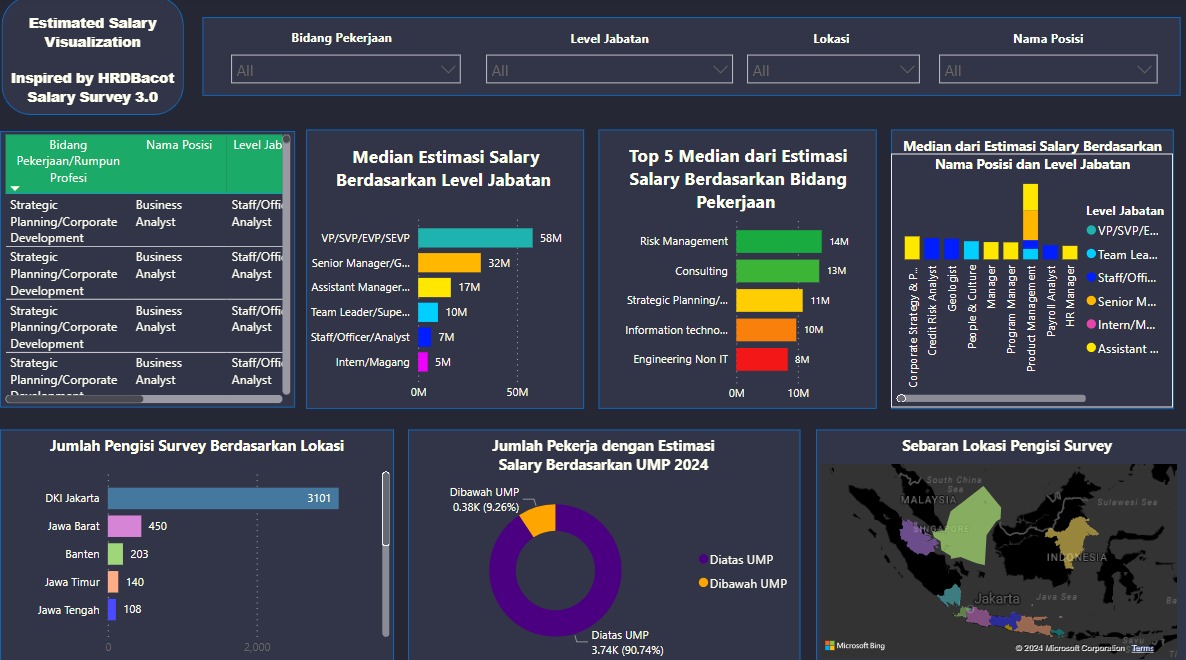 Estimated Salary
Visualization
Inspired by HRDBacot
Salary Survey 3.0
Bidang Pekerjaan
Level Jabatan
Lokasi
Nama Posisi
All
All
All
All
Bidang
Pekerjaan/Rumpun
Profesi
Nama Posisi
Level Jab
Strategic
Planning/Corporate
Development
Business
Analyst
Staff/Offi
Analyst
Strategic
Planning/Corporate
Development
Business
Analyst
Staff/Offi
Analyst
Strategic
Planning/Corporate
Development
Business
Analyst
Staff/Offi
Analyst
Strategic
Planning/Corporate
Development
Business
Analyst
Staff/Offi
Analyst
Median Estimasi Salary
Berdasarkan Level Jabatan
VP/SVP/EVP/SEVP 58M
Senior Manager/G... 32M
Assistant Manager... 17M
Team Leader/Supe... 10M
Staff/Officer/Analyst 7M
Intern/Magang 5M
0M 50M
Top 5 Median dari Estimasi
Salary Berdasarkan Bidang
Pekerjaan
Risk Management 14M
Consulting 13M
Strategic Planning/... 11M
Information techno... 10M
Engineering Non IT 8M
0M 10M
Median dari Estimasi Salary Berdasarkan
Nama Posisi dan Level Jabatan
Corporate Strategy & P...
Credit Risk Analyst
Geologist
People & Culture
Manager
Program Manager
Product Management
Payroll Analyst
HR Manager
Level Jabatan
VP/SVP/E...
Team Lea...
Staff/Offi...
Senior M...
Intern/M...
Assistant ...
Jumlah Pengisi Survey Berdasarkan Lokasi
DKI Jakarta 3101
Jawa Barat 450
Banten 203
Jawa Timur 140
Jawa Tengah 108
0 2,000
Jumlah Pekerja dengan Estimasi
Salary Berdasarkan UMP 2024
Dibawah UMP
0.38K (9.26%)
Diatas UMP
3.74K (90.74%)
Diatas UMP
Dibawah UMP
Sebaran Lokasi Pengisi Survey
South China
Sea
MALAYSIA
Sulawesi Sea
SINGAPORE
INDONESIA
Jakarta
Java Sea
Microsoft Bing
© 2024 Microsoft Corporation Terms